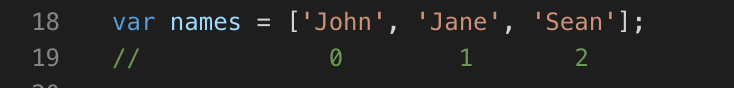 18 var names = ['John', 'Jane', 'Sean'];
19 // 0 1 2